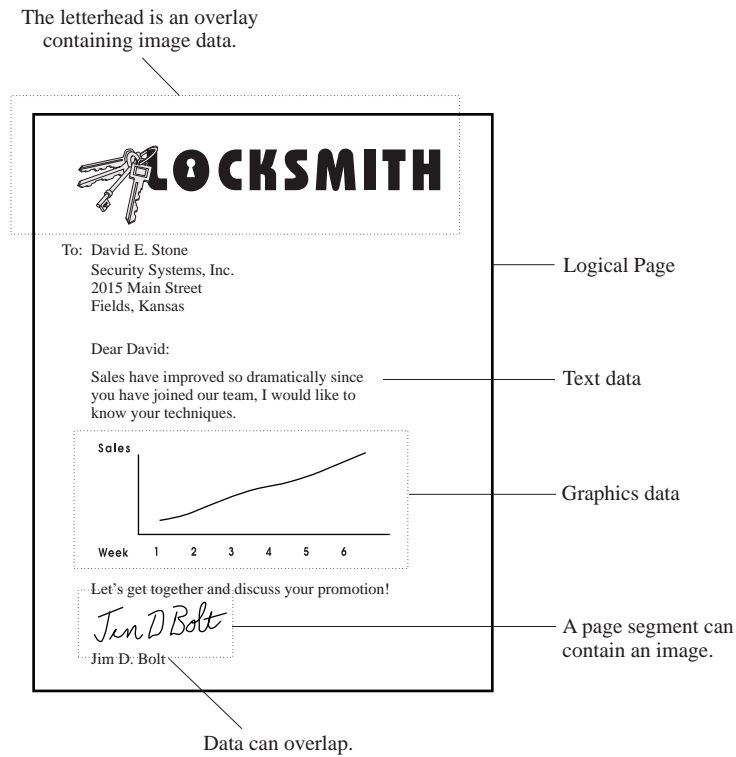 The letterhead is an overlay
containing image data.
LOCKSMITH
To: David E. Stone
Security Systems, Inc.
2015 Main Street
Fields, Kansas
Logical Page
Dear David:
Sales have improved so dramatically since
you have joined our team, I would like to
know your techniques.
Text data
Sales
Week 1 2 3 4 5 6
Graphics data
Let's get together and discuss your promotion!
Jim D Bolt
Jim D. Bolt
A page segment can
contain an image.
Data can overlap.